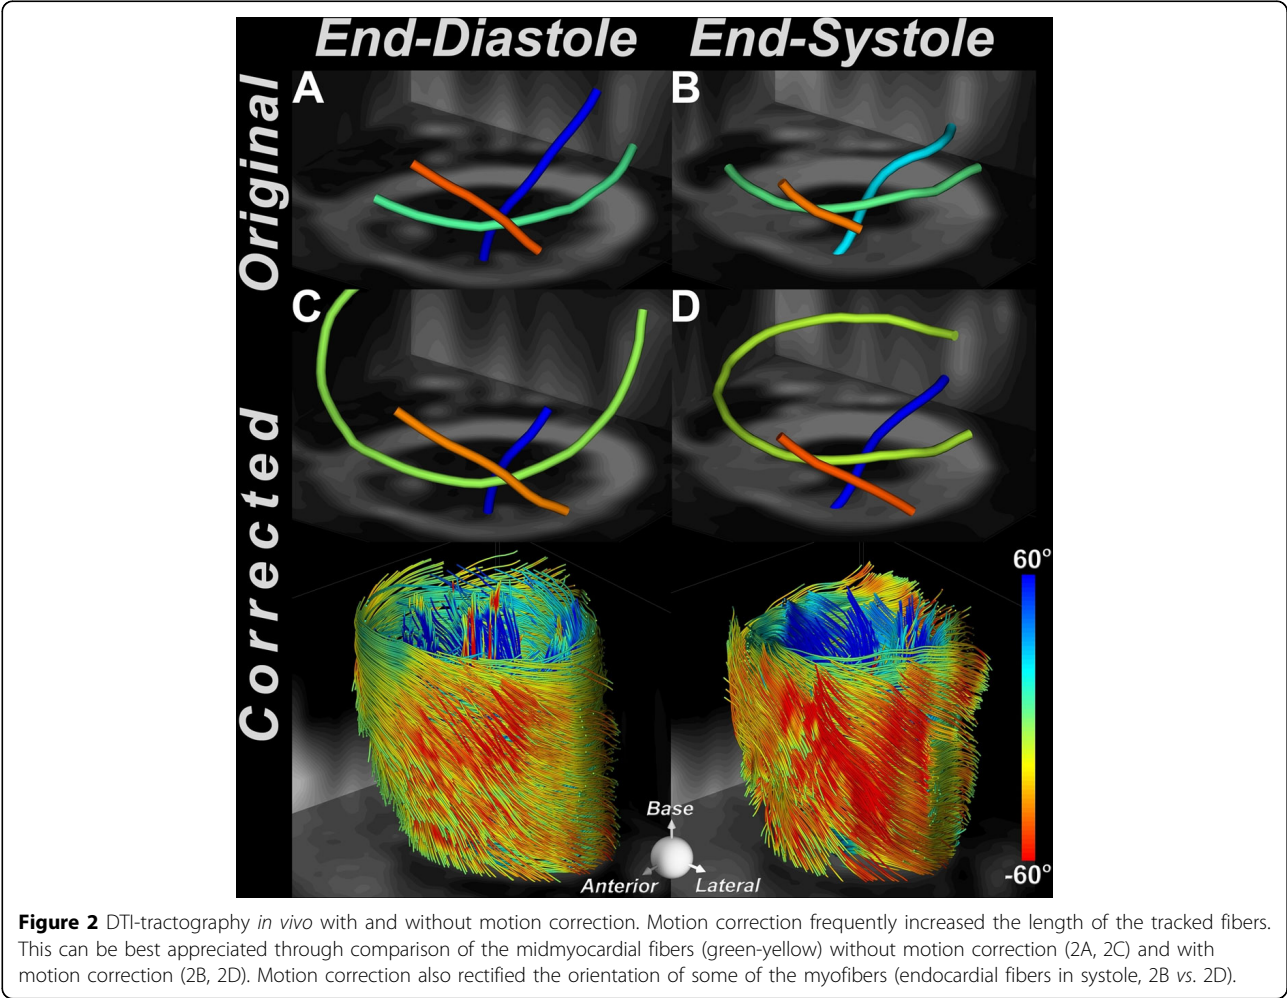 End-Diastole End-Systole
Original
A
B
C
D
Corrected
60°
-60°
Base
Anterior Lateral
Figure 2 DTI-tractography in vivo with and without motion correction. Motion correction frequently increased the length of the tracked fibers.
This can be best appreciated through comparison of the midmyocardial fibers (green-yellow) without motion correction (2A, 2C) and with
motion correction (2B, 2D). Motion correction also rectified the orientation of some of the myofibers (endocardial fibers in systole, 2B vs. 2D).